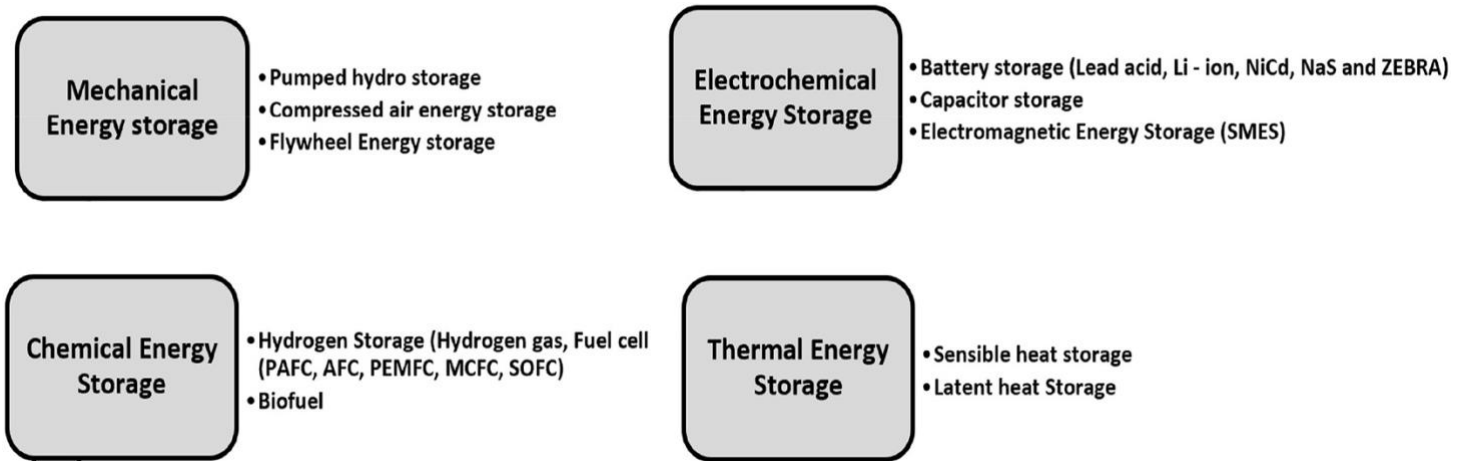 Mechanical
Energy storage
•Pumped hydro storage
•Compressed air energy storage
•Flywheel Energy storage
Electrochemical
Energy Storage
•Battery storage (Lead acid, Li - ion, NiCd, NaS and ZEBRA)
•Capacitor storage
•Electromagnetic Energy Storage (SMES)
Chemical Energy
Storage
•Hydrogen Storage (Hydrogen gas, Fuel cell
(PAFC, AFC, PEMFC, MCFC, SOFC)
•Biofuel
Thermal Energy
Storage
•Sensible heat storage
•Latent heat Storage